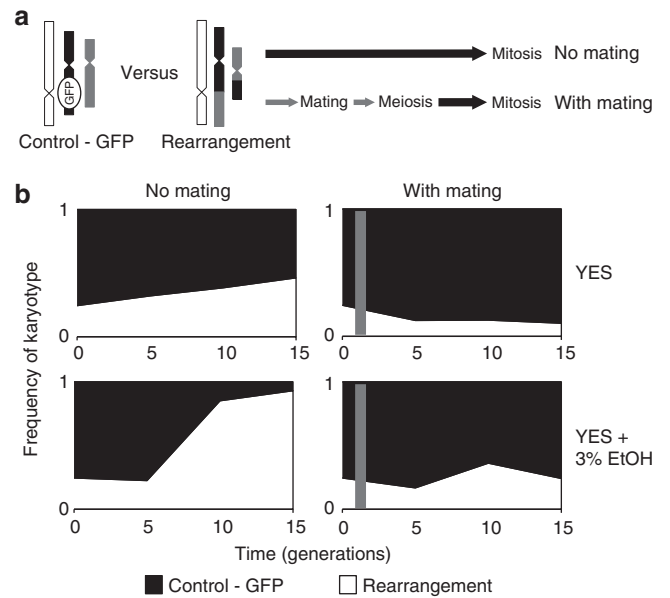 a
GFP
Versus
Control - GFP
Rearrangement
Mitosis No mating
Mating Meiosis Mitosis With mating
b
No mating
With mating
Frequency of karyotype
1
0
0 5 10 15
1
0
0 5 10 15
YES
1
0
0 5 10 15
1
0
0 5 10 15
YES +
3% EtOH
Time (generations)
Control - GFP
Rearrangement